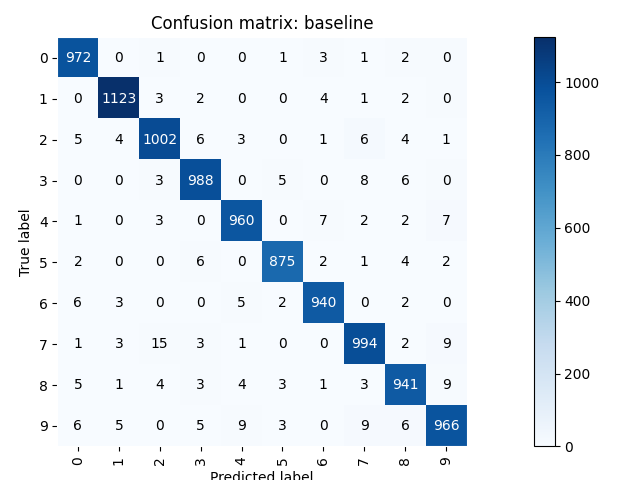 Confusion matrix: baseline
True label
0 972 0 1 0 0 1 3 1 2 0
1 0 1123 3 2 0 0 4 1 2 0
2 5 4 1002 6 3 0 1 6 4 1
3 0 0 3 988 0 5 0 8 6 0
4 1 0 3 0 960 0 7 2 2 7
5 2 0 0 6 0 875 2 1 4 2
6 6 3 0 0 5 2 940 0 2 0
7 1 3 15 3 1 0 0 994 2 9
8 5 1 4 3 4 3 1 3 941 9
9 6 5 0 5 9 3 0 9 6 966
0 1 2 3 4 5 6 7 8 9
Predicted label
1000
800
600
400
200
0